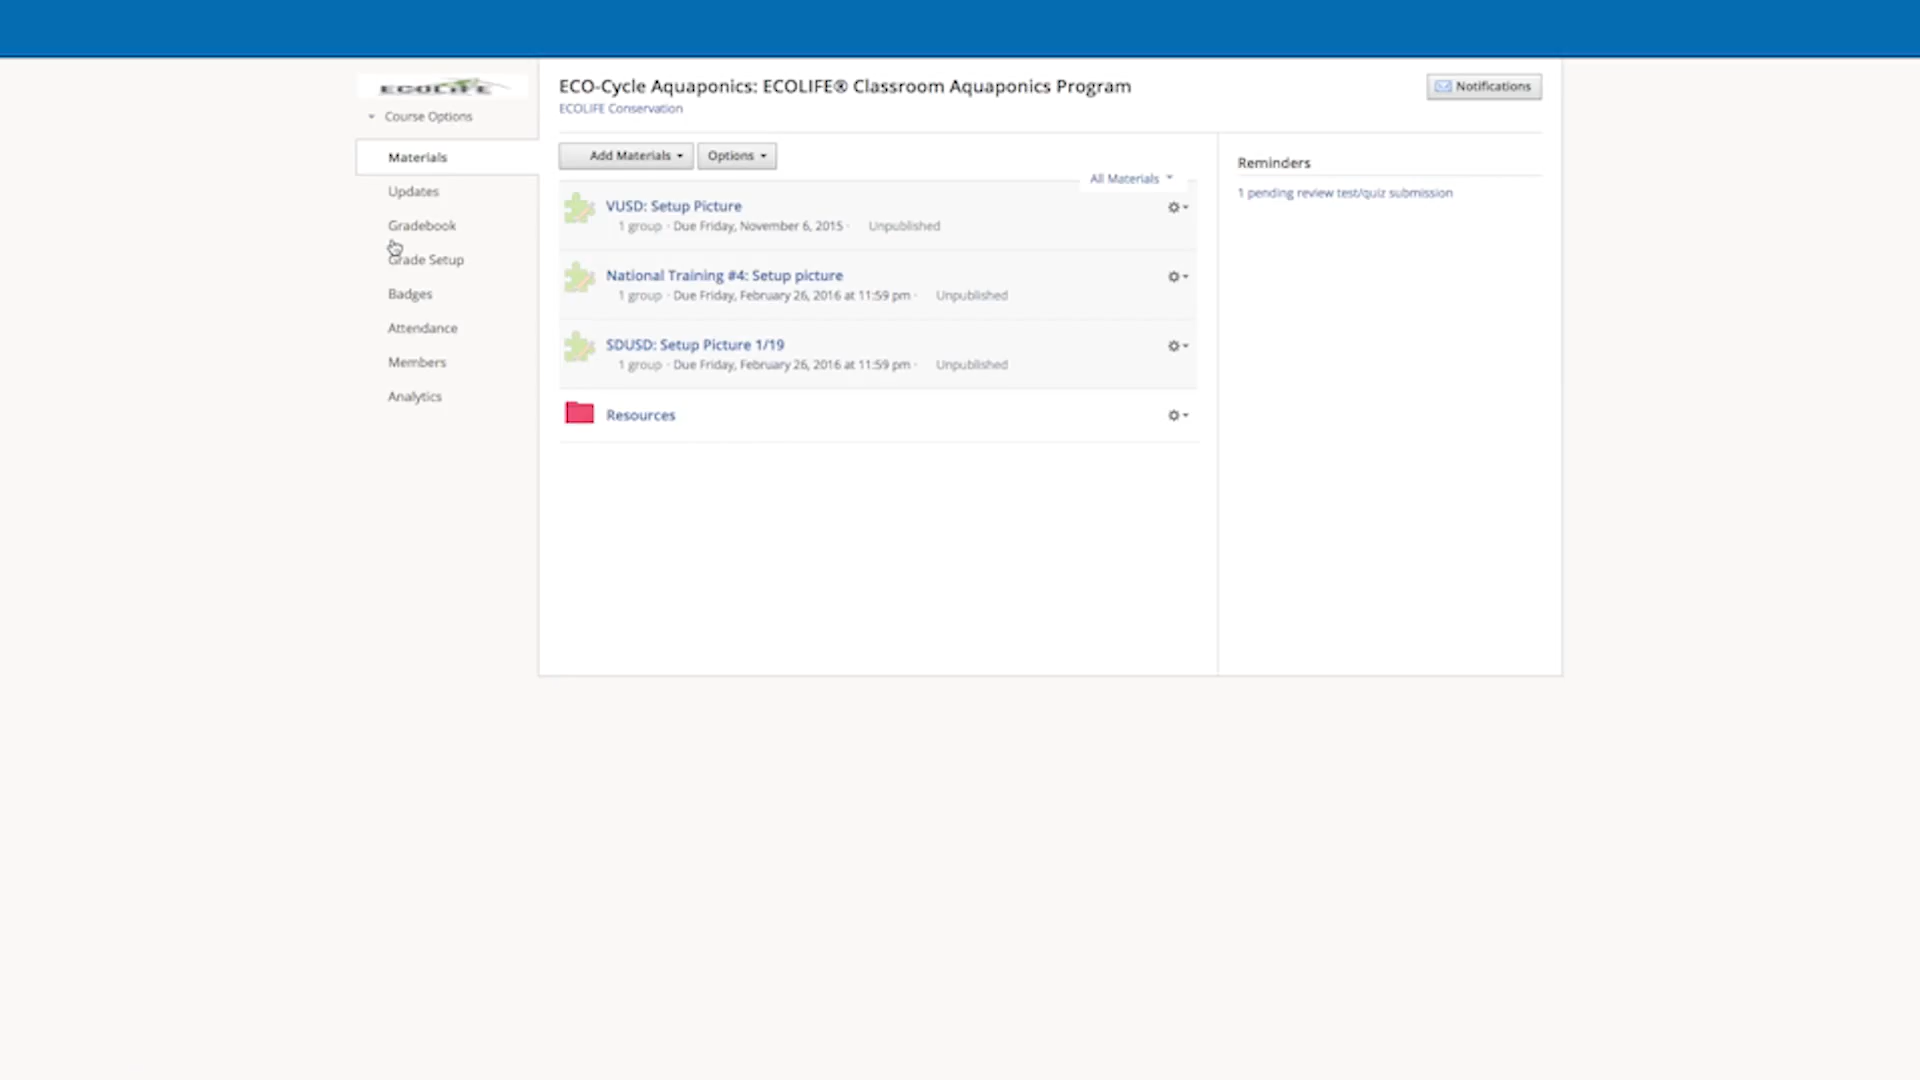 ECOLIFE
Course Options
Materials
Updates
Gradebook
Grade Setup
Badges
Attendance
Members
Analytics
ECO-Cycle Aquaponics: ECOLIFE® Classroom Aquaponics Program
ECOLIFE Conservation
Notifications
Add Materials
Options
All Materials
VUSD: Setup Picture
1 group · Due Friday, November 6, 2015 · Unpublished
National Training #4: Setup picture
1 group · Due Friday, February 26, 2016 at 11:59 pm · Unpublished
SDUSD: Setup Picture 1/19
1 group · Due Friday, February 26, 2016 at 11:59 pm · Unpublished
Resources
Reminders
1 pending review test/quiz submission